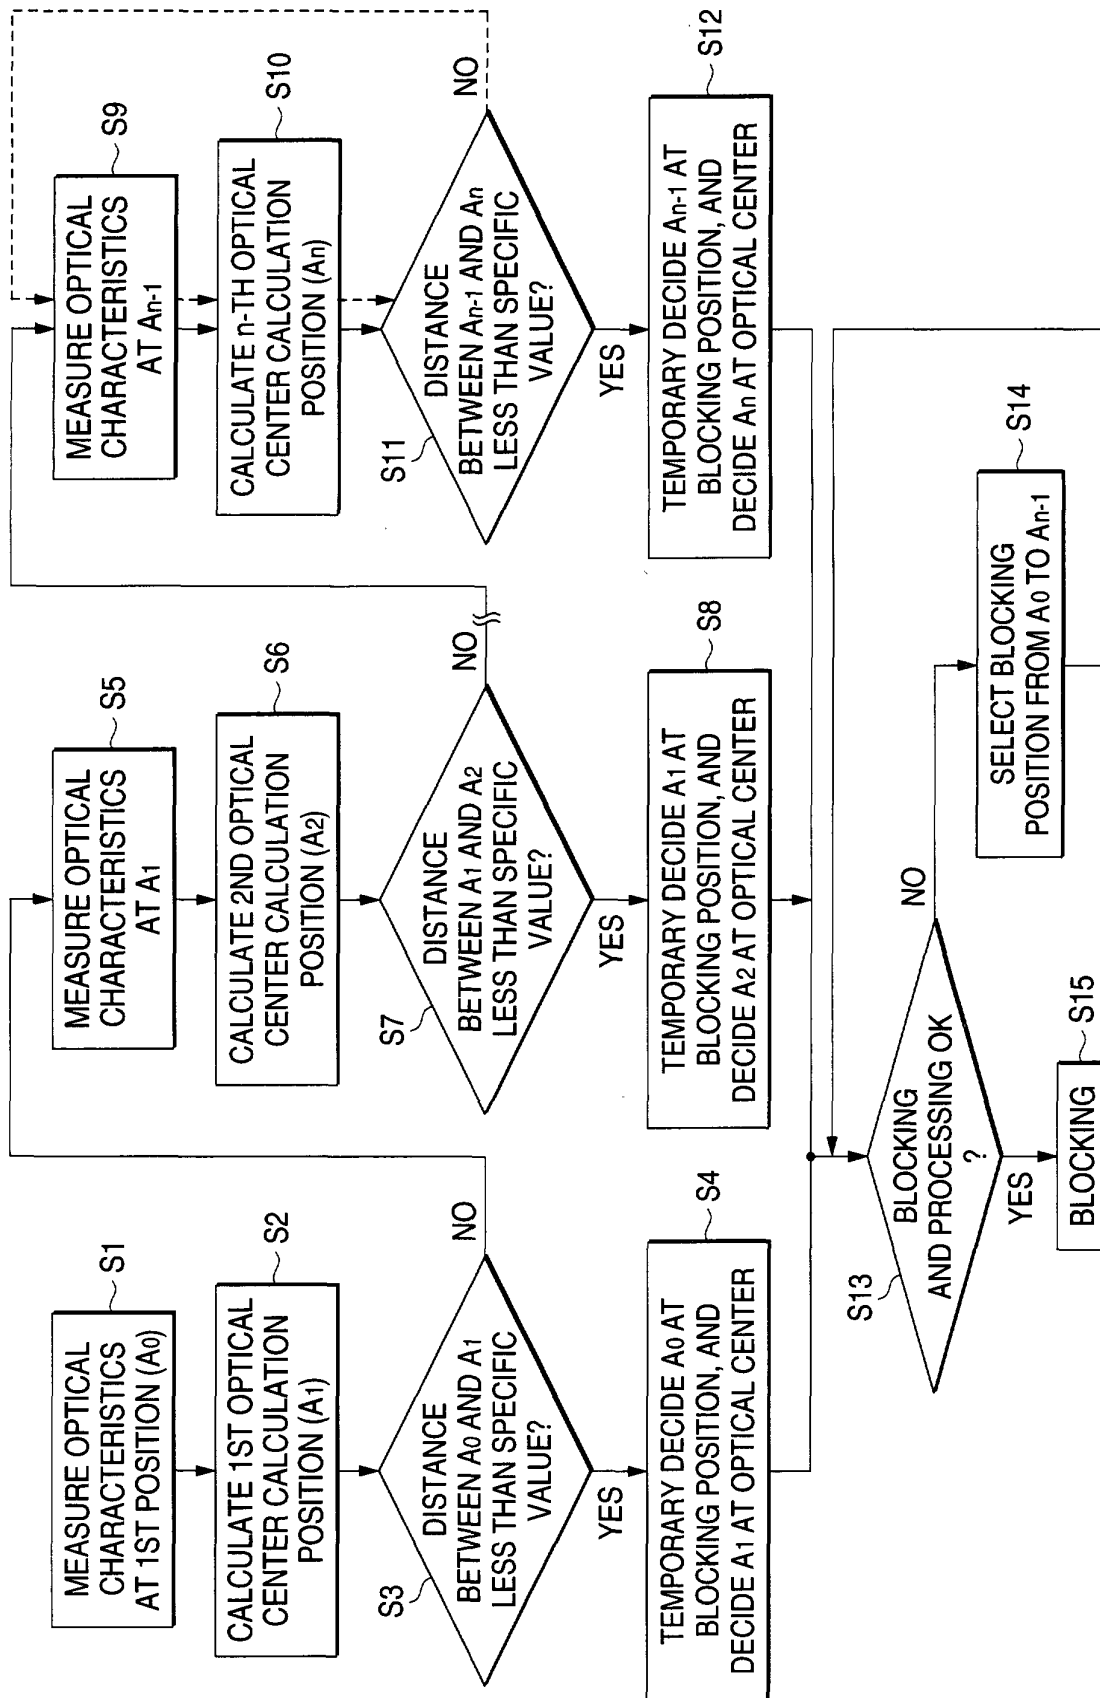 MEASURE OPTICAL
CHARACTERISTICS
AT 1ST POSITION (A0)
S1
CALCULATE 1ST OPTICAL
CENTER CALCULATION
POSITION (A1)
S2
DISTANCE
BETWEEN A0 AND A1
LESS THAN SPECIFIC
VALUE?
S3
NO
YES
TEMPORARY DECIDE A0 AT
BLOCKING POSITION, AND
DECIDE A1 AT OPTICAL CENTER
S4
MEASURE OPTICAL
CHARACTERISTICS
AT A1
S5
CALCULATE 2ND OPTICAL
CENTER CALCULATION
POSITION (A2)
S6
DISTANCE
BETWEEN A1 AND A2
LESS THAN SPECIFIC
VALUE?
S7
NO
YES
TEMPORARY DECIDE A1 AT
BLOCKING POSITION, AND
DECIDE A2 AT OPTICAL CENTER
S8
MEASURE OPTICAL
CHARACTERISTICS
AT An-1
S9
CALCULATE n-TH OPTICAL
CENTER CALCULATION
POSITION (An)
S10
DISTANCE
BETWEEN An-1 AND An
LESS THAN SPECIFIC
VALUE?
S11
NO
YES
TEMPORARY DECIDE An-1 AT
BLOCKING POSITION, AND
DECIDE An AT OPTICAL CENTER
S12
BLOCKING
AND PROCESSING OK
?
S13
NO
YES
SELECT BLOCKING
POSITION FROM A0 TO An-1
S14
BLOCKING
S15